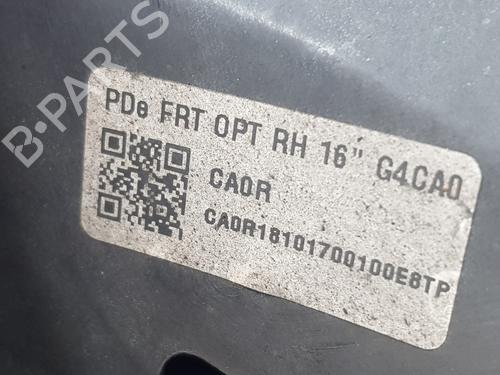 B-PARTS
PDe FRT OPT RH 16" G4CA0
CA0R
CA0R18101700100E8TP